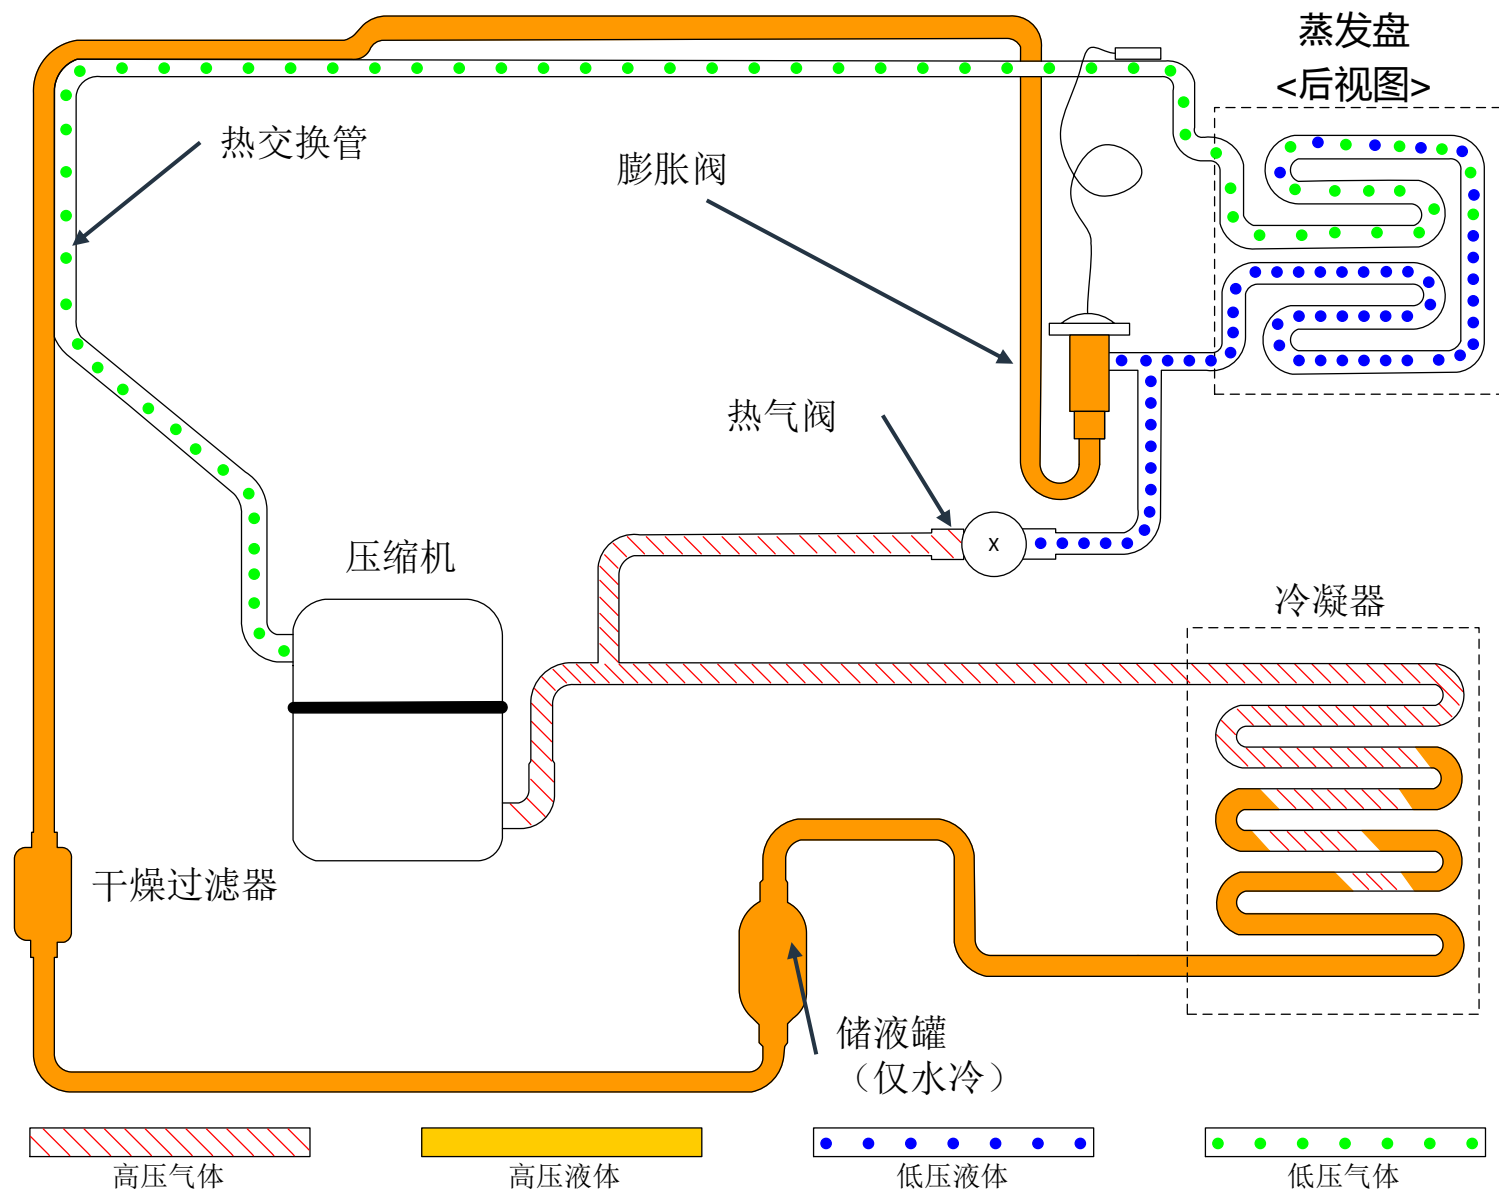 蒸发盘
<后视图>
热交换管
膨胀阀
热气阀
X
压缩机
冷凝器
干燥过滤器
储液罐
（仅水冷）
高压气体
高压液体
低压液体
低压气体